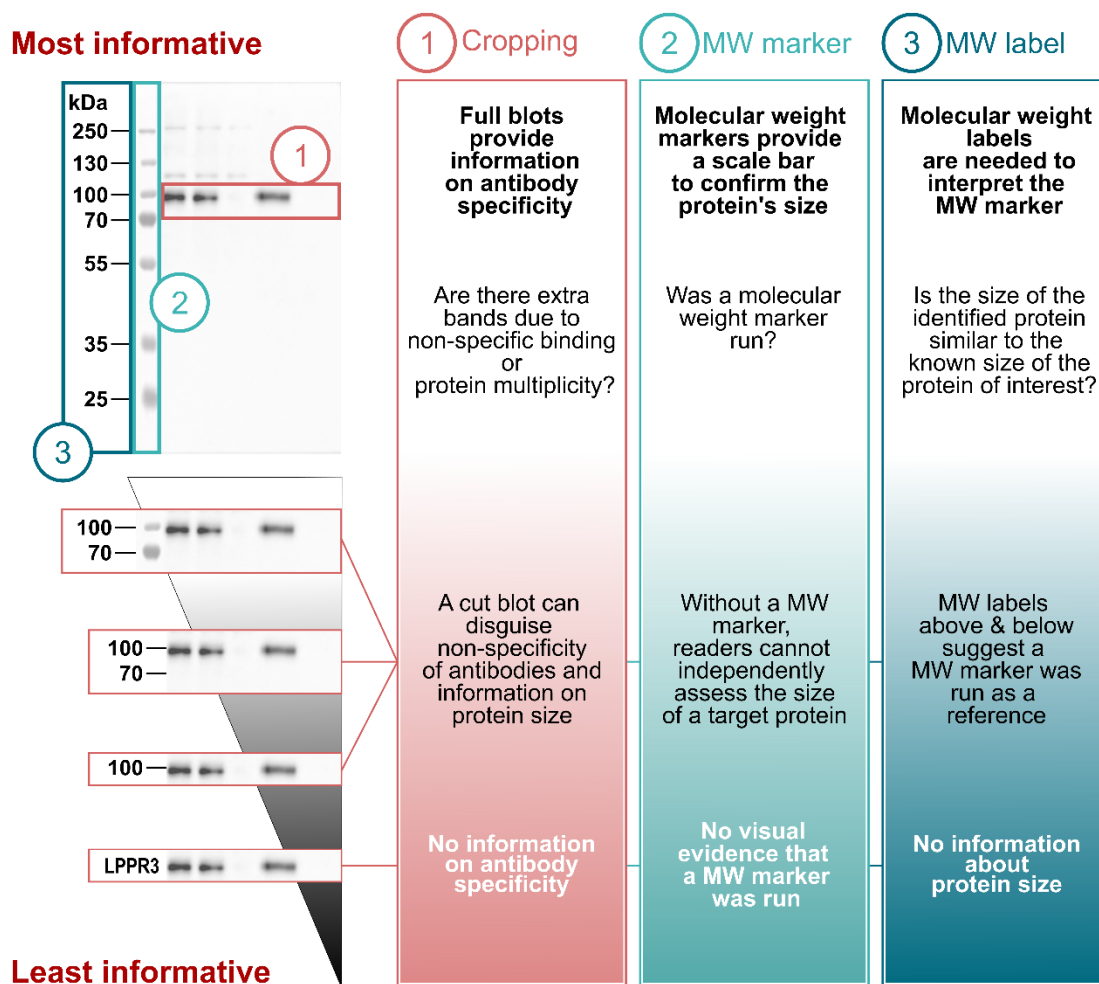 Most informative
1 Cropping
2 MW marker
3 MW label
kDa
250
130
100
70
55
35
25
1
2
3
Full blots
provide
information
on antibody
specificity
Molecular weight
markers provide
a scale bar
to confirm the
protein's size
Molecular weight
labels
are needed to
interpret the
MW marker
Are there extra
bands due to
non-specific binding
or
protein multiplicity?
Was a molecular
weight marker
run?
Is the size of the
identified protein
similar to the
known size of the
protein of interest?
100
70
100
70
100
LPPR3
A cut blot can
disguise
non-specificity
of antibodies and
information on
protein size
Without a MW
marker,
readers cannot
independently
assess the size
of a target protein
MW labels
above & below
suggest a
MW marker was
run as a
reference
No information
on antibody
specificity
No visual
evidence that
a MW marker
was run
No information
about
protein size
Least informative